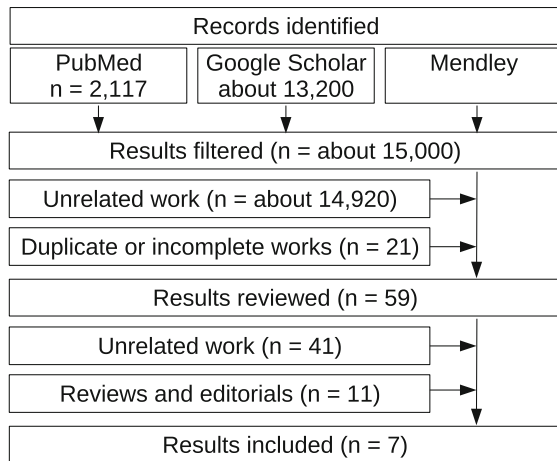 Records identified
PubMed
n = 2,117
Google Scholar
about 13,200
Mendley
Results filtered (n = about 15,000)
Unrelated work (n = about 14,920)
Duplicate or incomplete works (n = 21)
Results reviewed (n = 59)
Unrelated work (n = 41)
Reviews and editorials (n = 11)
Results included (n = 7)